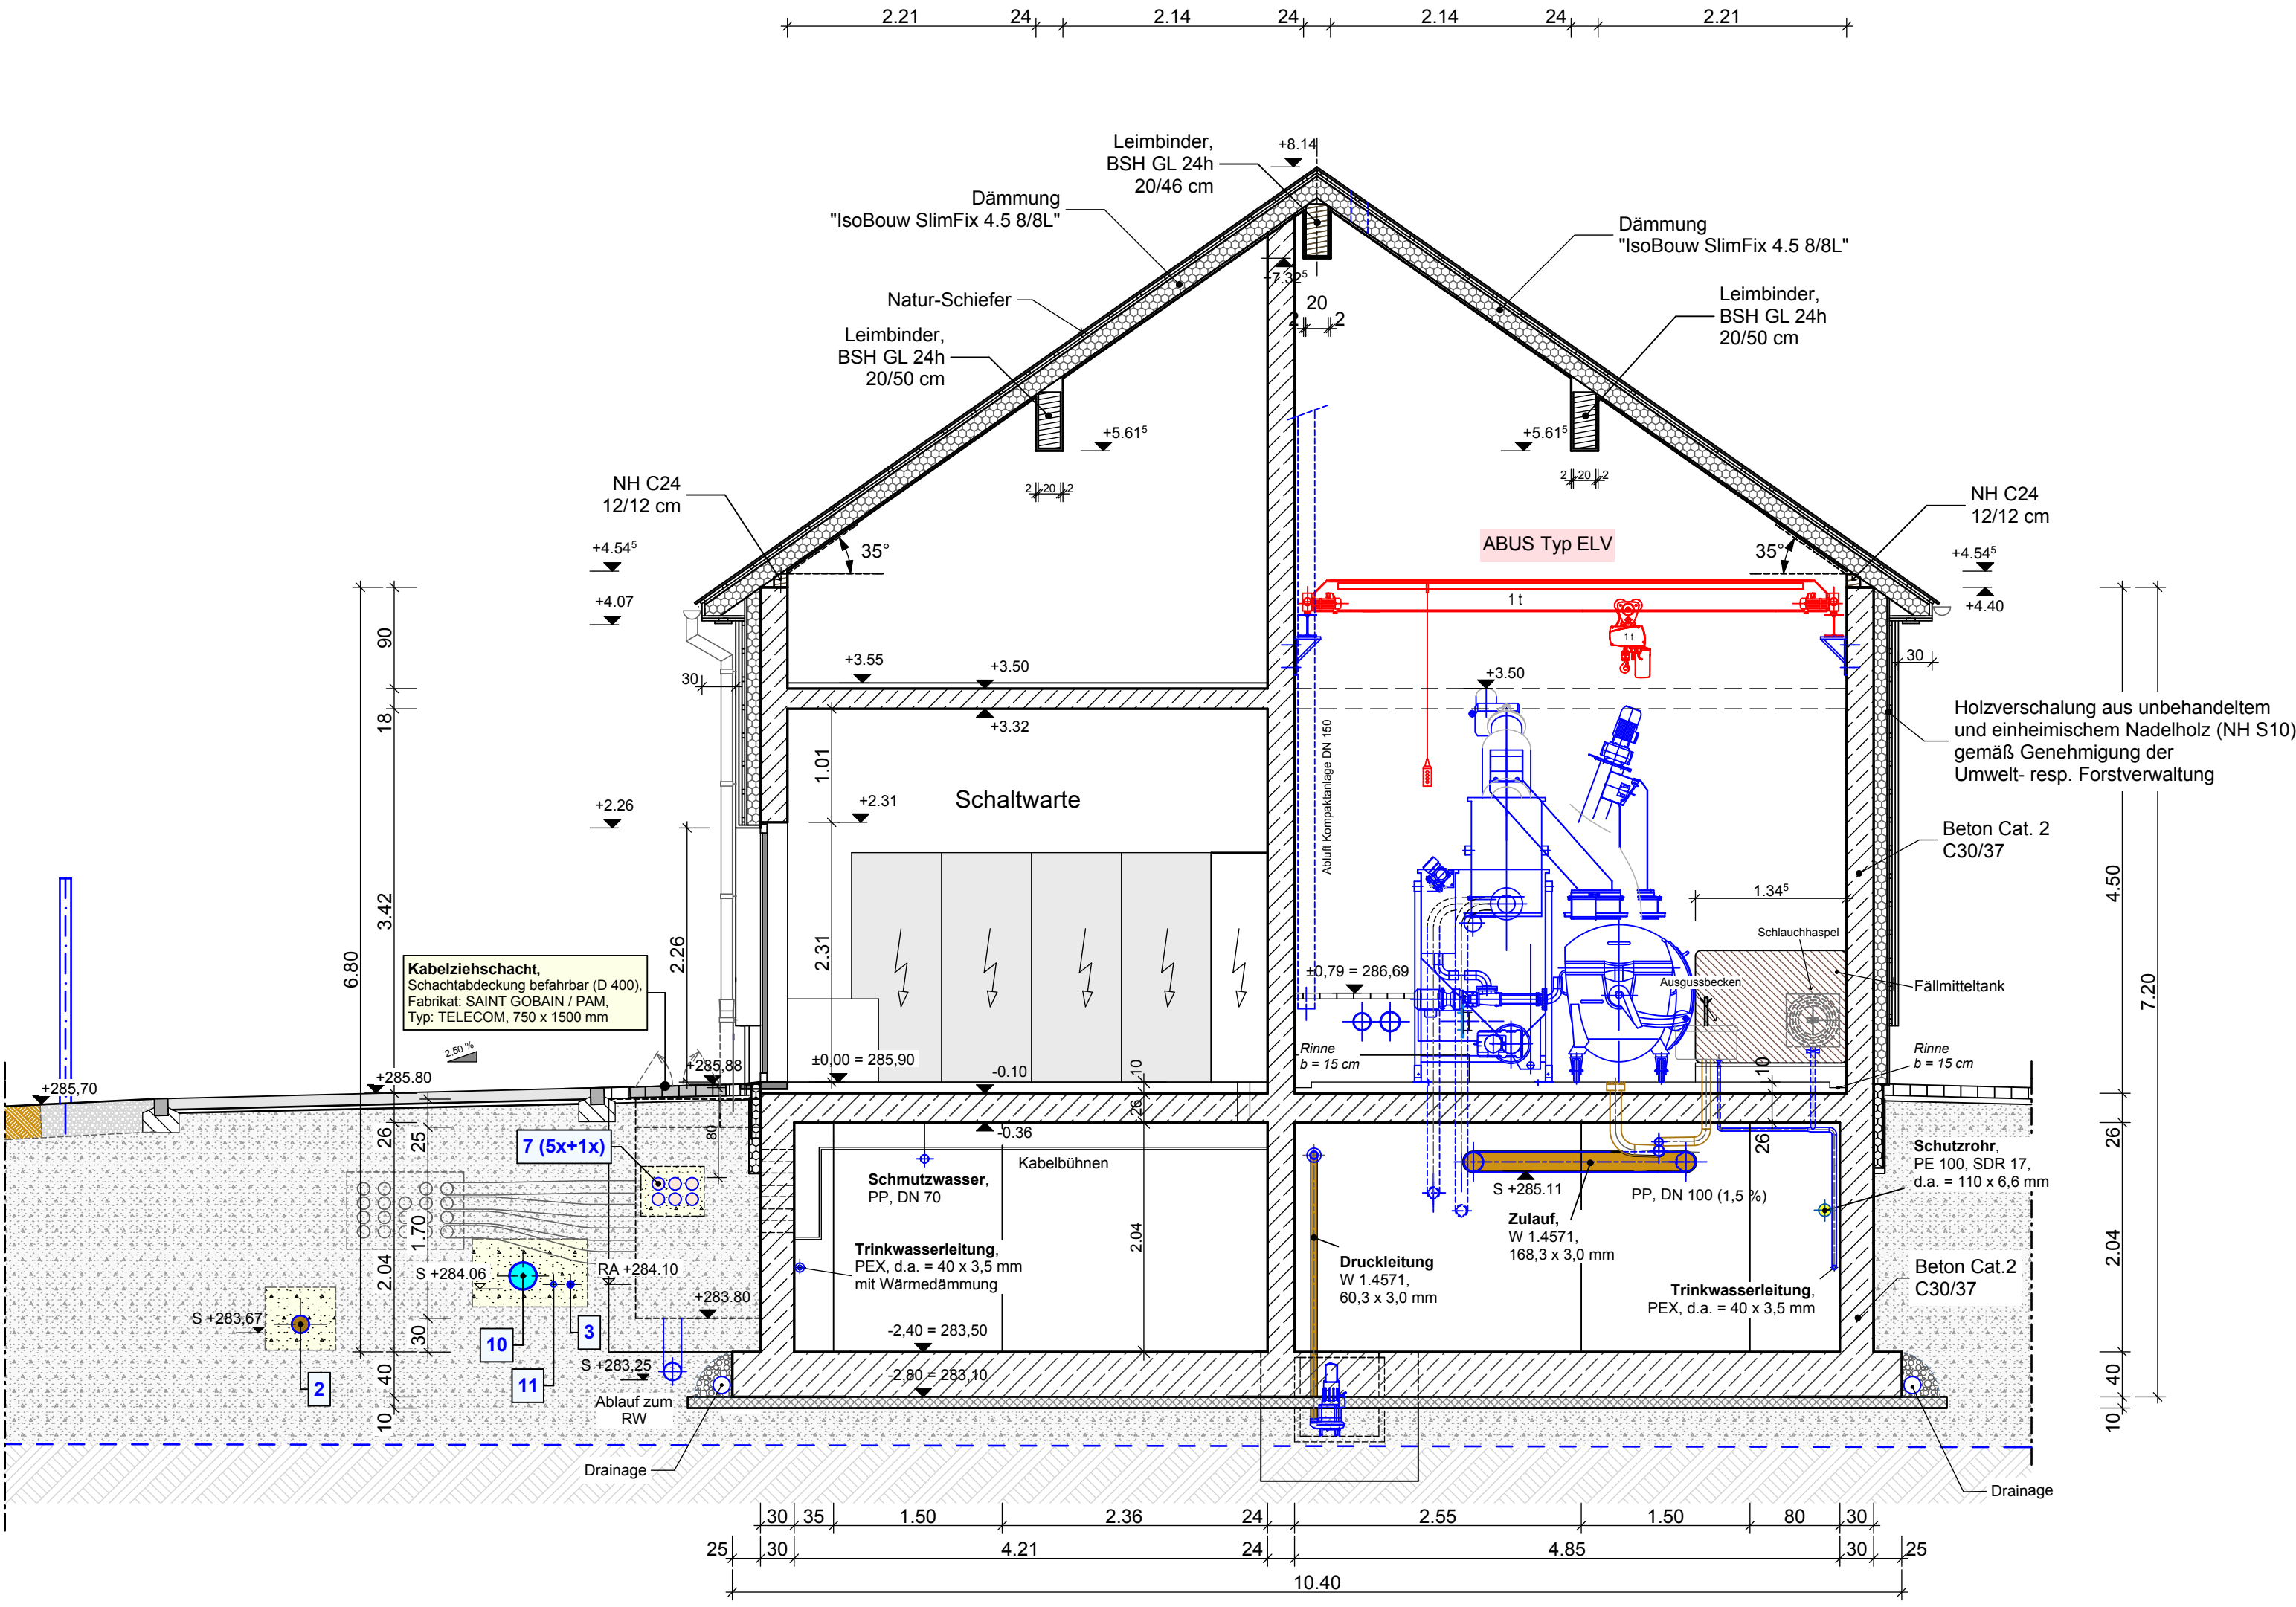 2.21 24 2.14 24 2.14 24 2.21
Leimbinder,
BSH GL 24h
20/46 cm
+8.14
Dämmung
"IsoBouw SlimFix 4.5 8/8L"
Dämmung
"IsoBouw SlimFix 4.5 8/8L"
+7.32⁵
Natur-Schiefer
20
2 2
Leimbinder,
BSH GL 24h
20/50 cm
Leimbinder,
BSH GL 24h
20/50 cm
+5.61⁵
+5.61⁵
2 20 2
2 20 2
NH C24
12/12 cm
NH C24
12/12 cm
35°
35°
ABUS Typ ELV
+4.54⁵
+4.07
+4.54⁵
+4.40
1 t
1 t
90
18
3.42
6.80
30
30
+3.55
+3.50
+3.32
+3.50
1.01
+2.31
+2.26
2.26
2.31
Schaltwarte
Abluft Kompaktanlage DN 150
Holzverschalung aus unbehandeltem
und einheimischem Nadelholz (NH S10)
gemäß Genehmigung der
Umwelt- resp. Forstverwaltung
Beton Cat. 2
C30/37
4.50
7.20
1.34⁵
Schlauchhaspel
Ausgussbecken
Fällmitteltank
±0,79 = 286,69
Rinne
b = 15 cm
Rinne
b = 15 cm
Kabelziehschacht,
Schachtabdeckung befahrbar (D 400),
Fabrikat: SAINT GOBAIN / PAM,
Typ: TELECOM, 750 x 1500 mm
2.50 %
+285,70
+285.80
+285,88
±0,00 = 285,90
-0.10
10
26
10
26
-0.36
Kabelbühnen
80
26
25
7 (5x+1x)
Schmutzwasser,
PP, DN 70
2.04
Trinkwasserleitung,
PEX, d.a. = 40 x 3,5 mm
mit Wärmedämmung
S +285.11
PP, DN 100 (1,5 %)
Zulauf,
W 1.4571,
168,3 x 3,0 mm
Druckleitung
W 1.4571,
60,3 x 3,0 mm
Trinkwasserleitung,
PEX, d.a. = 40 x 3,5 mm
Schutzrohr,
PE 100, SDR 17,
d.a. = 110 x 6,6 mm
Beton Cat.2
C30/37
26
2.04
40
10
1.70
2.04
30
40
10
S +284.06
RA +284.10
+283.80
S +283,67
10
3
11
2
S +283,25
Ablauf zum
RW
-2,40 = 283,50
-2,80 = 283,10
Drainage
Drainage
30 35 1.50 2.36 24 2.55 1.50 80 30
25 30 4.21 24 4.85 30 25
10.40